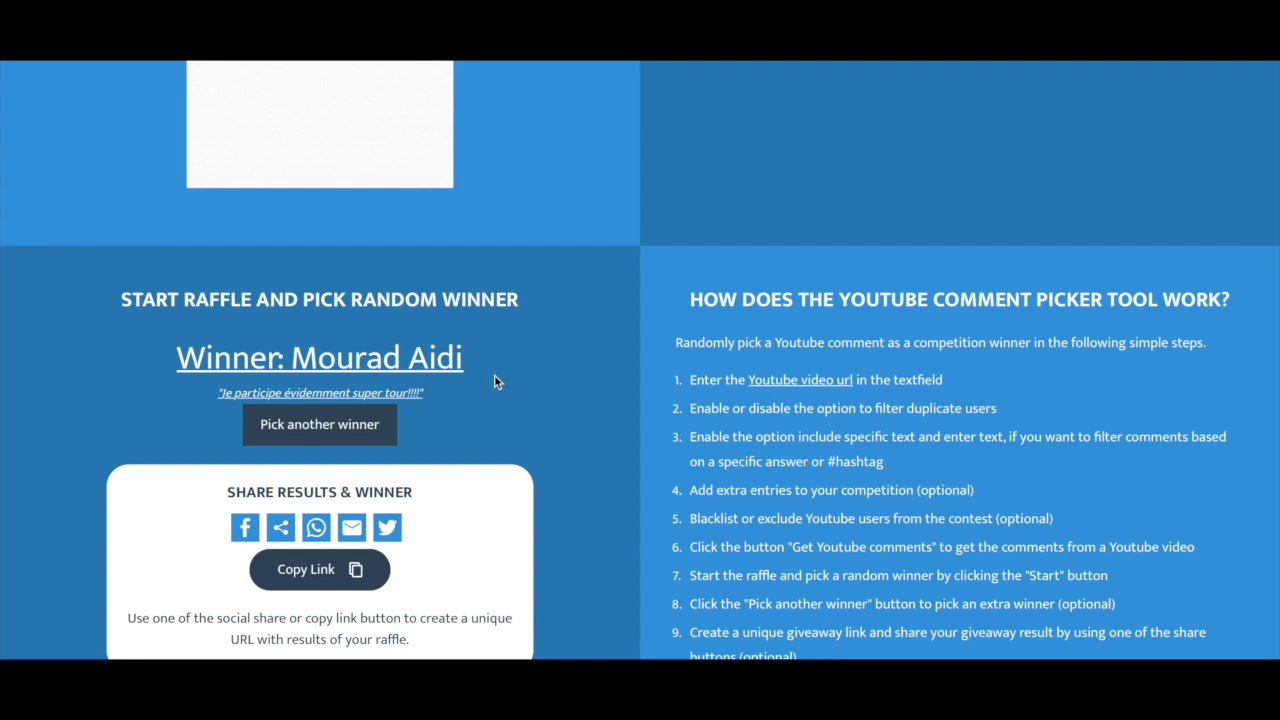 START RAFFLE AND PICK RANDOM WINNER
Winner: Mourad Aidi
"Je participe évidemment super tour!!!!"
Pick another winner
SHARE RESULTS & WINNER
Copy Link
Use one of the social share or copy link button to create a unique
URL with results of your raffle.
HOW DOES THE YOUTUBE COMMENT PICKER TOOL WORK?
Randomly pick a Youtube comment as a competition winner in the following simple steps.
1. Enter the Youtube video url in the textfield
2. Enable or disable the option to filter duplicate users
3. Enable the option include specific text and enter text, if you want to filter comments based
on a specific answer or #hashtag
4. Add extra entries to your competition (optional)
5. Blacklist or exclude Youtube users from the contest (optional)
6. Click the button "Get Youtube comments" to get the comments from a Youtube video
7. Start the raffle and pick a random winner by clicking the "Start" button
8. Click the "Pick another winner" button to pick an extra winner (optional)
9. Create a unique giveaway link and share your giveaway result by using one of the share
buttons (optional)